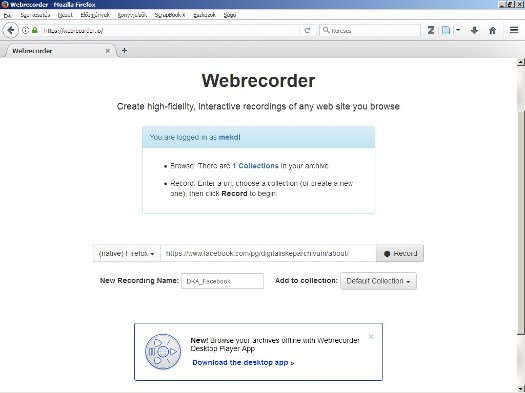 Webrecorder - Mozilla Firefox
Fájl Szerkesztés Nézet Előzmények Könyvjelzők ScrapBook X Eszközök Súgó
https://webrecorder.io/
Keresés
Webrecorder × +
Webrecorder
Create high-fidelity, interactive recordings of any web site you browse
You are logged-in as mekdl
Browse: There are 1 Collections in your archive
Record: Enter a url, choose a collection (or create a new
one), then click Record to begin.
(native) Firefox https://www.facebook.com/pg/digitaliskeparchivum/about/ Record
New Recording Name: DKA_Facebook Add to collection: Default Collection
New! Browse your archives offline with Webrecorder ×
Desktop Player App
Download the desktop app »